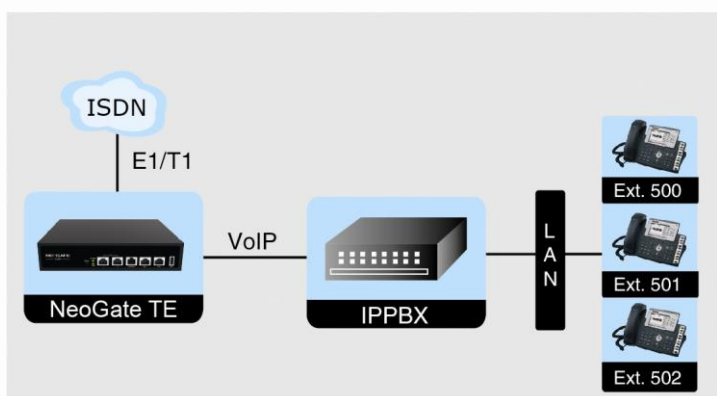 ISDN
E1/T1
NeoGate TE
VoIP
IPPBX
L
A
N
Ext. 500
Ext. 501
Ext. 502